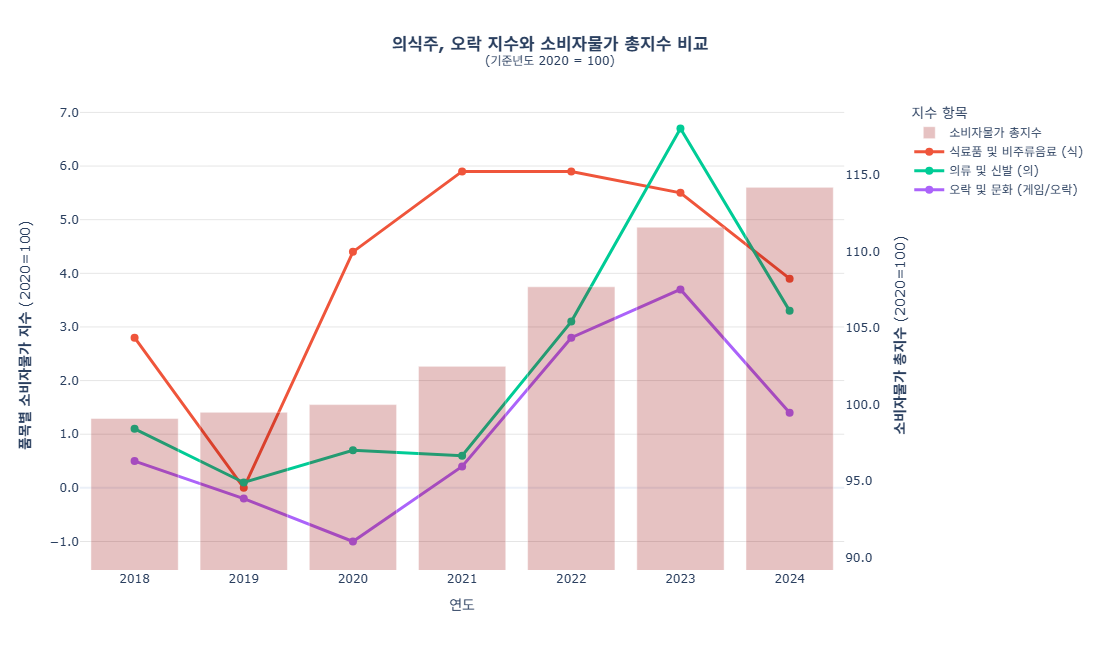 의식주, 오락 지수와 소비자물가 총지수 비교
(기준년도 2020 = 100)
지수 항목
소비자물가 총지수
식료품 및 비주류음료 (식)
의류 및 신발 (의)
오락 및 문화 (게임/오락)
품목별 소비자물가 지수 (2020=100)
7.0
6.0
5.0
4.0
3.0
2.0
1.0
0.0
−1.0
115.0
110.0
105.0
100.0
95.0
90.0
소비자물가 총지수 (2020=100)
2018 2019 2020 2021 2022 2023 2024
연도